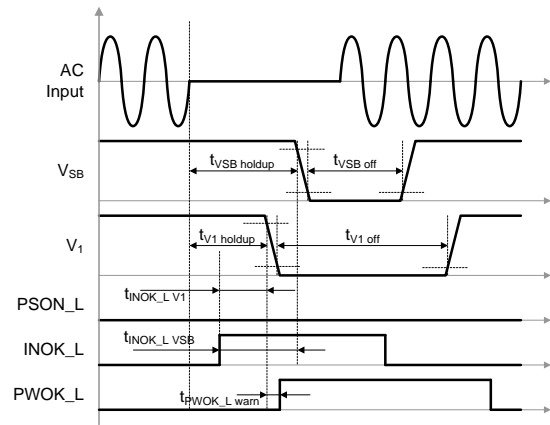 AC
Input
VSB
tVSB holdup
tVSB off
V1
tV1 holdup
tV1 off
PSON_L
tINOK_L V1
INOK_L
tINOK_L VSB
PWOK_L
tPWOK_L warn